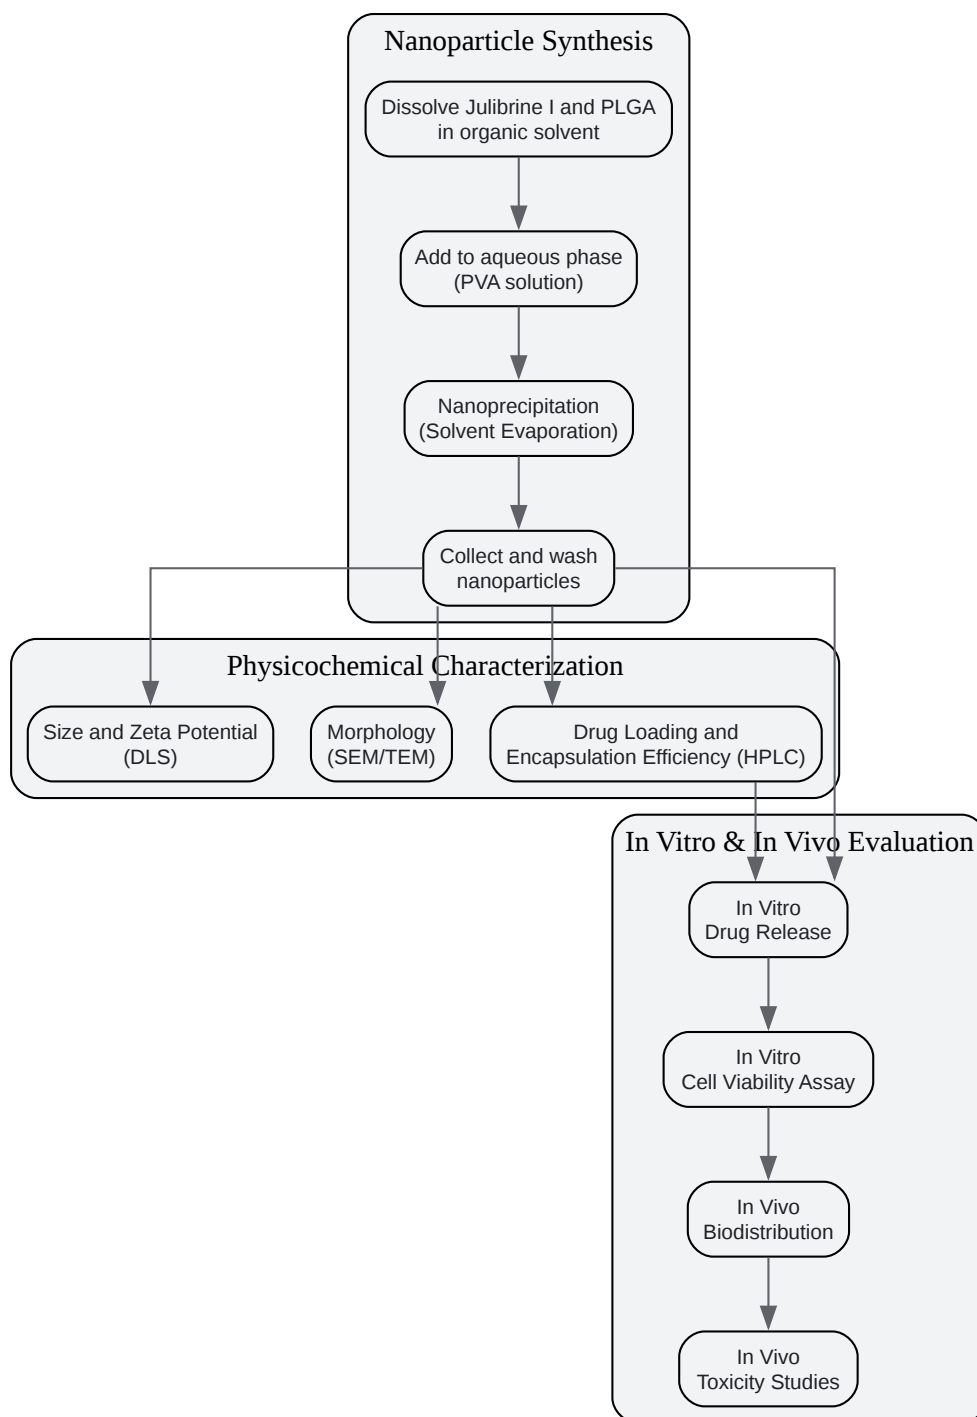 Nanoparticle Synthesis
Dissolve Julibrine I and PLGA
in organic solvent
Add to aqueous phase
(PVA solution)
Nanoprecipitation
(Solvent Evaporation)
Collect and wash
nanoparticles
Physicochemical Characterization
Size and Zeta Potential
(DLS)
Morphology
(SEM/TEM)
Drug Loading and
Encapsulation Efficiency (HPLC)
In Vitro & In Vivo Evaluation
In Vitro
Drug Release
In Vitro
Cell Viability Assay
In Vivo
Biodistribution
In Vivo
Toxicity Studies